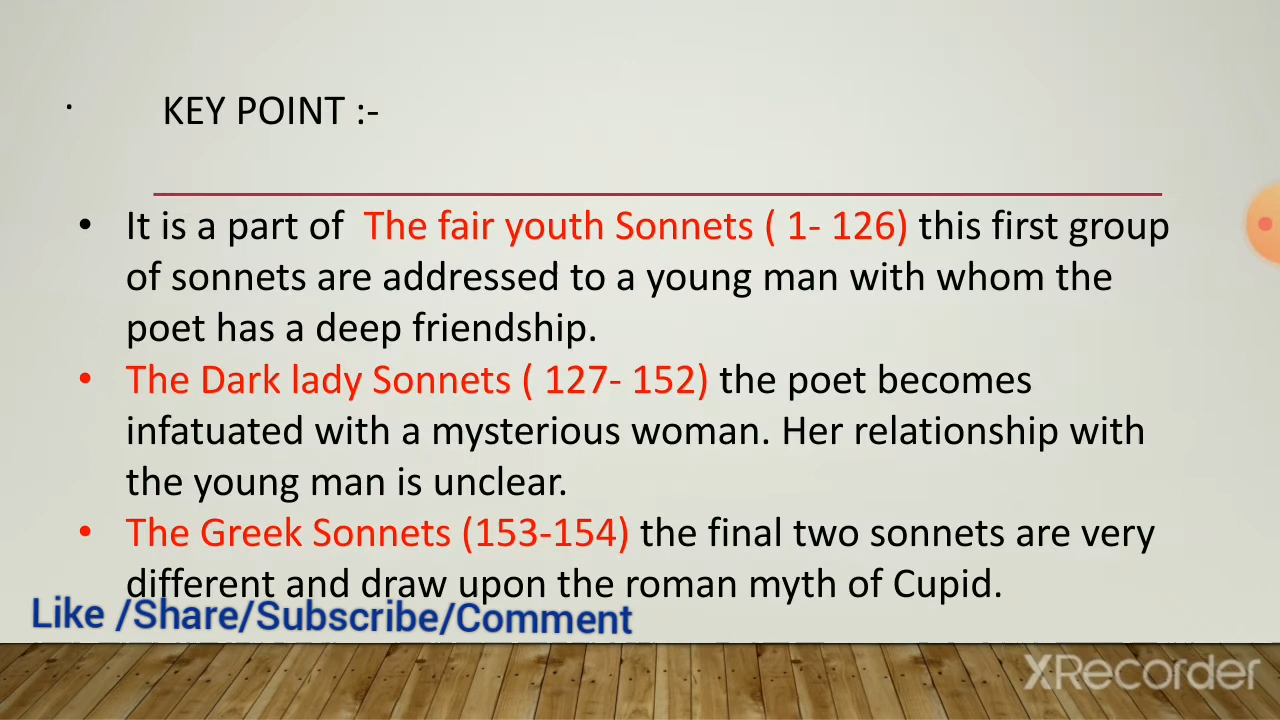 • KEY POINT :-
• It is a part of The fair youth Sonnets ( 1- 126) this first group
of sonnets are addressed to a young man with whom the
poet has a deep friendship.
• The Dark lady Sonnets ( 127- 152) the poet becomes
infatuated with a mysterious woman. Her relationship with
the young man is unclear.
• The Greek Sonnets (153-154) the final two sonnets are very
different and draw upon the roman myth of Cupid.
Like /Share/Subscribe/Comment
XRecorder